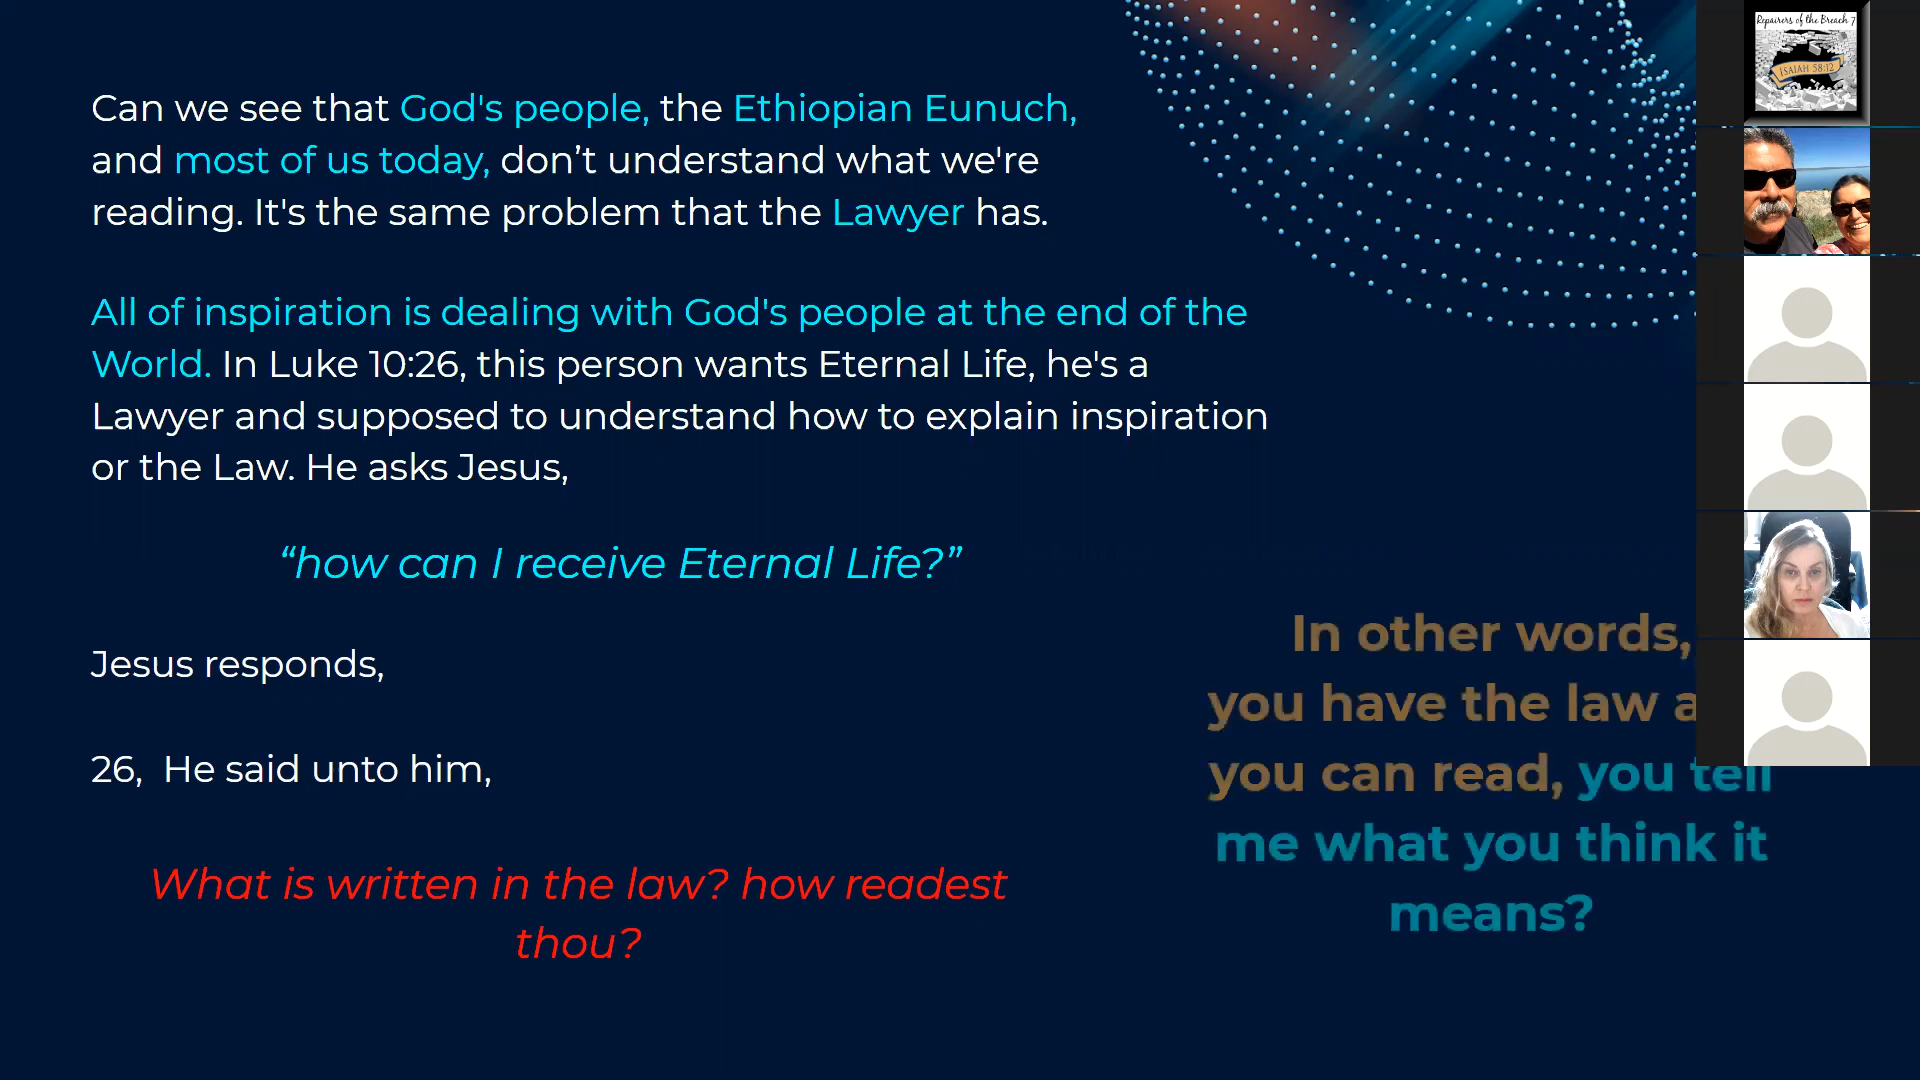 Can we see that God's people, the Ethiopian Eunuch,
and most of us today, don’t understand what we're
reading. It's the same problem that the Lawyer has.
All of inspiration is dealing with God's people at the end of the
World. In Luke 10:26, this person wants Eternal Life, he's a
Lawyer and supposed to understand how to explain inspiration
or the Law. He asks Jesus,
“how can I receive Eternal Life?”
Jesus responds,
26,  He said unto him,
What is written in the law? how readest
thou?
In other words,
you have the law
you can read, you tell
me what you think it
means?
Repairers of the Breach 7
ISAIAH 58:12